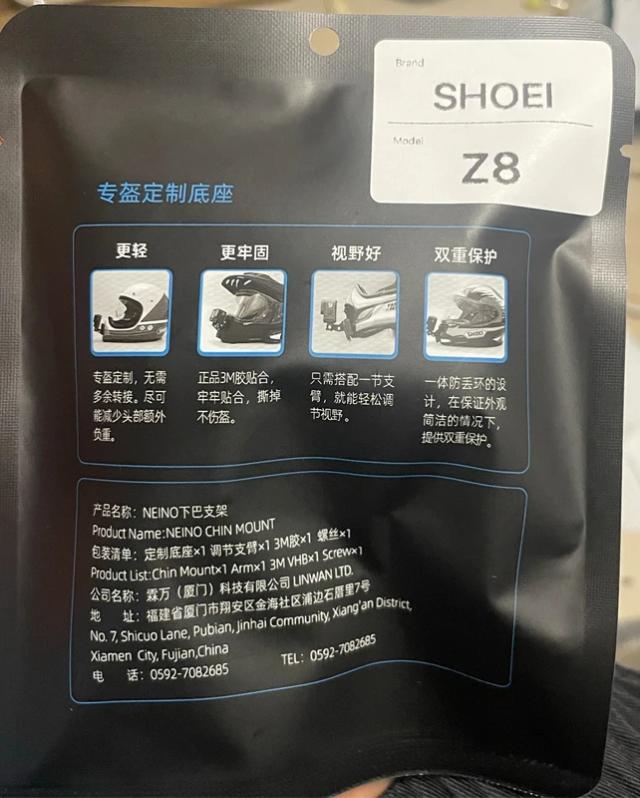 Brand
SHOEI
Model
Z8
专盔定制底座
更轻
更牢固
视野好
双重保护
专盔定制，无需
多余转接。尽可
能减少头部额外
负重。
正品3M胶贴合，
牢牢贴合，撕掉
不伤盔。
只需搭配一节支
臂，就能轻松调
节视野。
一体防丢环的设
计，在保证外观
简洁的情况下，
提供双重保护。
产品名称：NEINO下巴支架
Product Name:NEINO CHIN MOUNT
包装清单：定制底座×1 调节支臂×1 3M胶×1 螺丝×1
Product List:Chin Mount×1 Arm×1 3M VHB×1 Screw×1
公司名称：霖万（厦门）科技有限公司 LINWAN LTD.
地 址：福建省厦门市翔安区金海社区浦边石厝里7号
No. 7, Shicuo Lane, Pubian, Jinhai Community, Xiang'an District,
Xiamen City, Fujian,China
电 话：0592-7082685 TEL: 0592-7082685